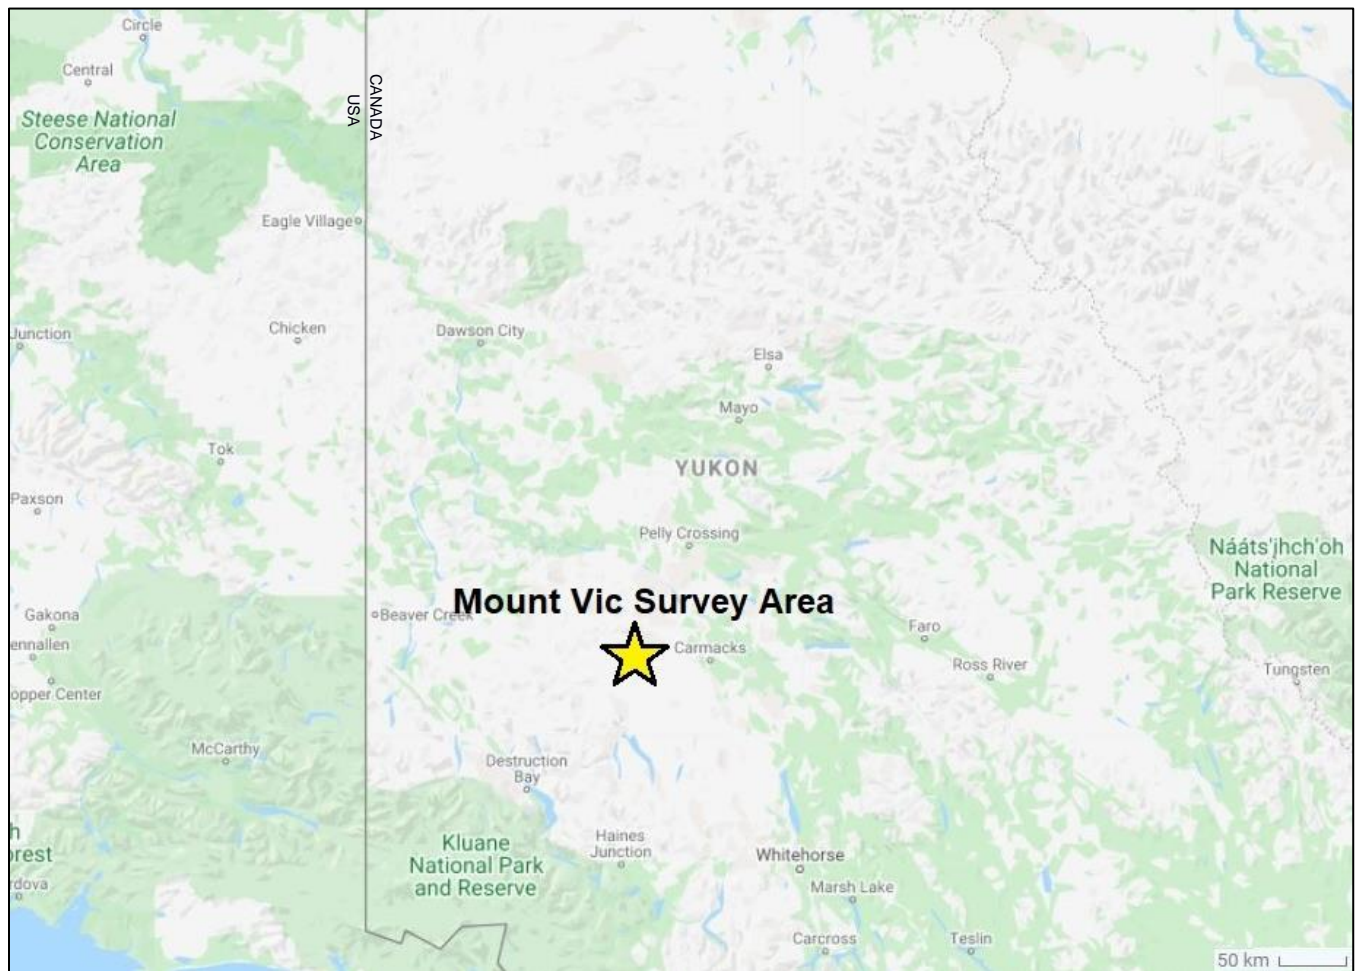 Circle
Central
CANADA
USA
Steese National
Conservation
Area
Eagle Village
Junction
Chicken
Dawson City
Elsa
Mayo
Tok
YUKON
Paxson
Pelly Crossing
Nááts'įhch'oh
National
Park Reserve
Mount Vic Survey Area
Gakona
Beaver Creek
Faro
ennallen
Carmacks
Ross River
Tungsten
opper Center
McCarthy
Destruction
Bay
h
orest
Kluane
National Park
and Reserve
Haines
Junction
Whitehorse
rdova
Marsh Lake
Carcross
Teslin
50 km